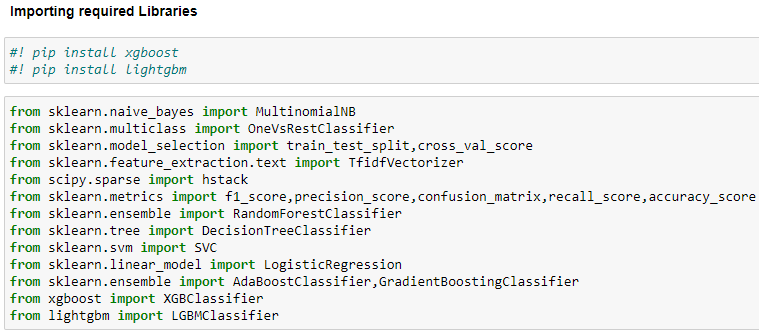 Importing required Libraries
#! pip install xgboost
#! pip install lightgbm
from sklearn.naive_bayes import MultinomialNB
from sklearn.multiclass import OneVsRestClassifier
from sklearn.model_selection import train_test_split,cross_val_score
from sklearn.feature_extraction.text import TfidfVectorizer
from scipy.sparse import hstack
from sklearn.metrics import f1_score,precision_score,confusion_matrix,recall_score,accuracy_score
from sklearn.ensemble import RandomForestClassifier
from sklearn.tree import DecisionTreeClassifier
from sklearn.svm import SVC
from sklearn.linear_model import LogisticRegression
from sklearn.ensemble import AdaBoostClassifier,GradientBoostingClassifier
from xgboost import XGBClassifier
from lightgbm import LGBMClassifier